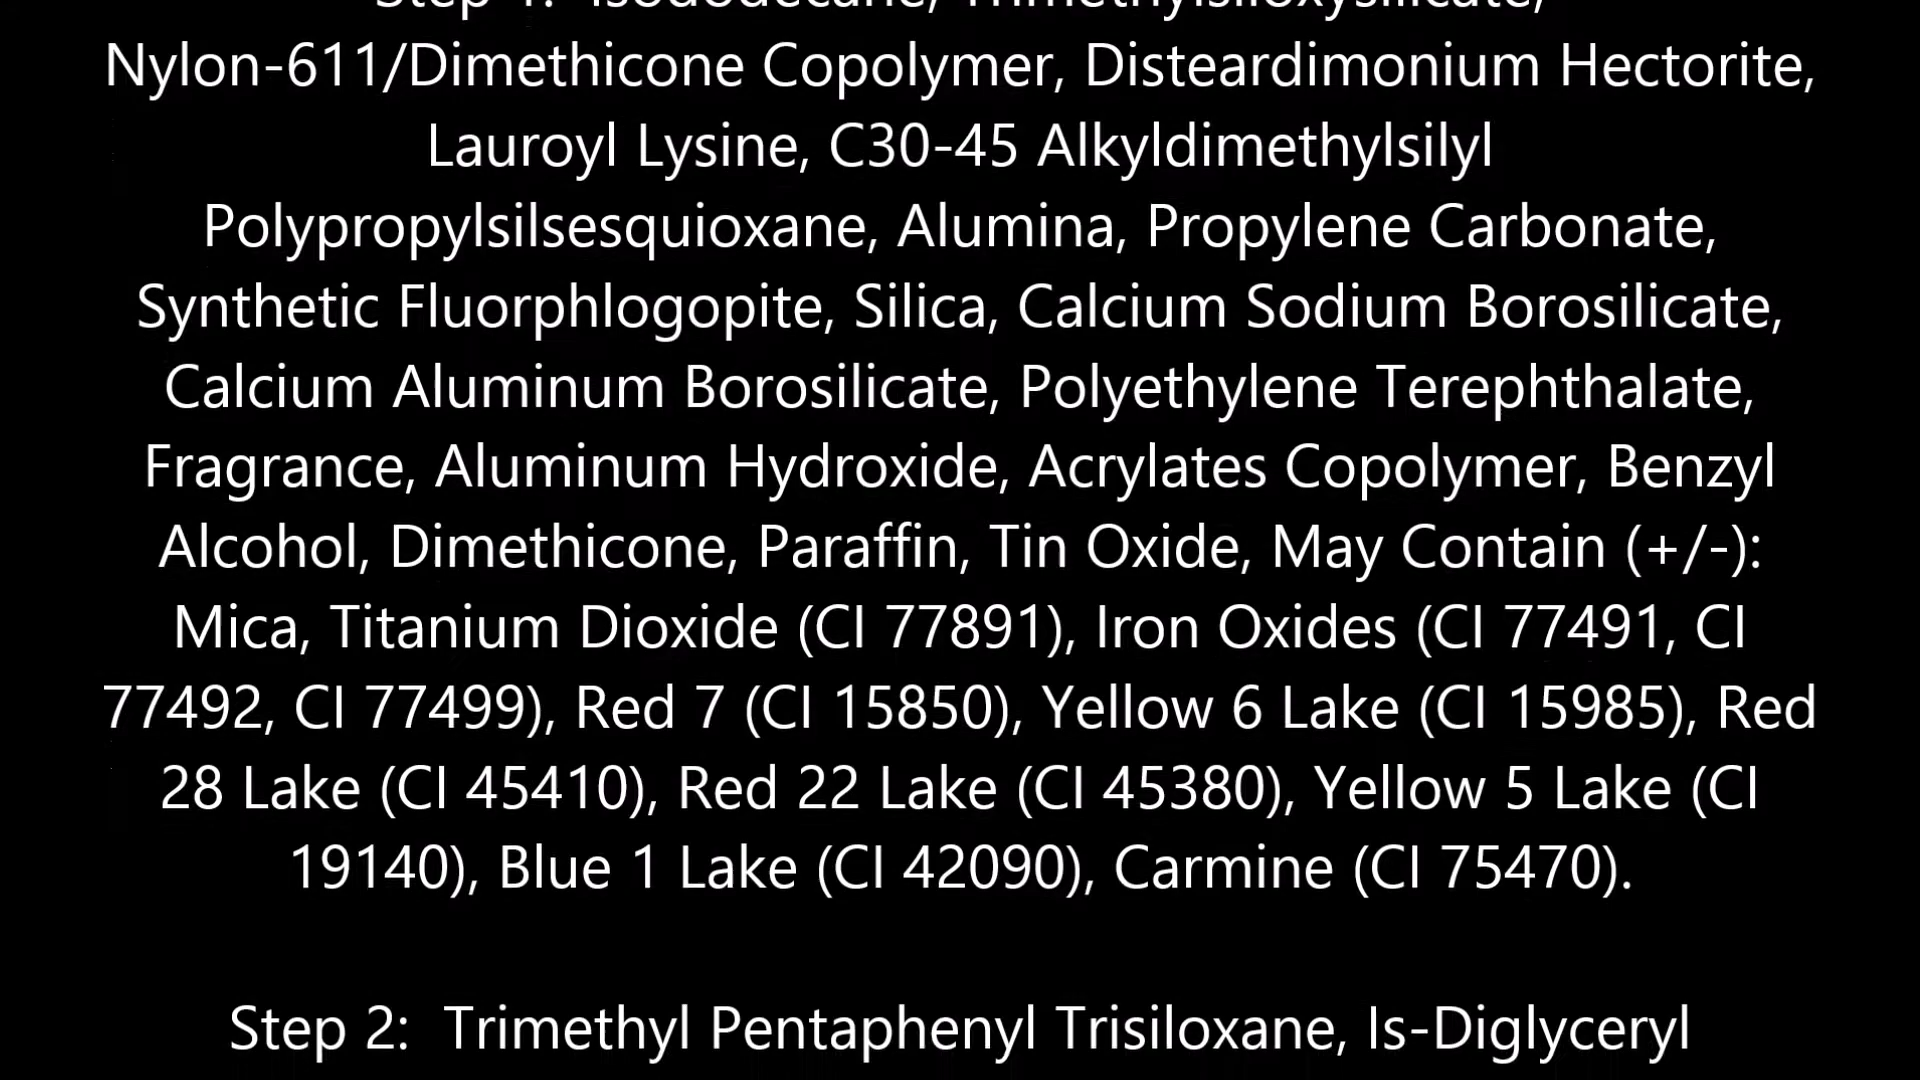 Step 1:  Isododecane, Trimethylsiloxysilicate,
Nylon-611/Dimethicone Copolymer, Disteardimonium Hectorite,
Lauroyl Lysine, C30-45 Alkyldimethylsilyl
Polypropylsilsesquioxane, Alumina, Propylene Carbonate,
Synthetic Fluorphlogopite, Silica, Calcium Sodium Borosilicate,
Calcium Aluminum Borosilicate, Polyethylene Terephthalate,
Fragrance, Aluminum Hydroxide, Acrylates Copolymer, Benzyl
Alcohol, Dimethicone, Paraffin, Tin Oxide, May Contain (+/-):
Mica, Titanium Dioxide (CI 77891), Iron Oxides (CI 77491, CI
77492, CI 77499), Red 7 (CI 15850), Yellow 6 Lake (CI 15985), Red
28 Lake (CI 45410), Red 22 Lake (CI 45380), Yellow 5 Lake (CI
19140), Blue 1 Lake (CI 42090), Carmine (CI 75470).
Step 2:  Trimethyl Pentaphenyl Trisiloxane, Is-Diglyceryl